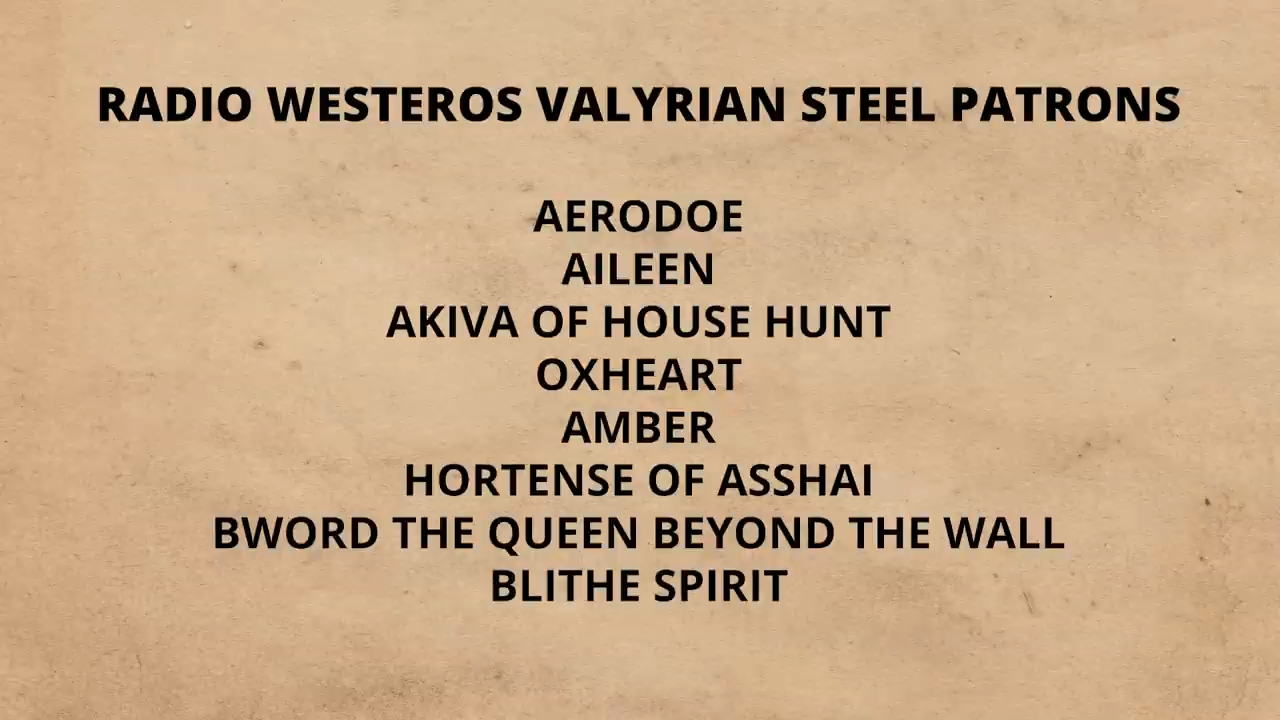 RADIO WESTEROS VALYRIAN STEEL PATRONS
AERODOE
AILEEN
AKIVA OF HOUSE HUNT
OXHEART
AMBER
HORTENSE OF ASSHAI
BWORD THE QUEEN BEYOND THE WALL
BLITHE SPIRIT